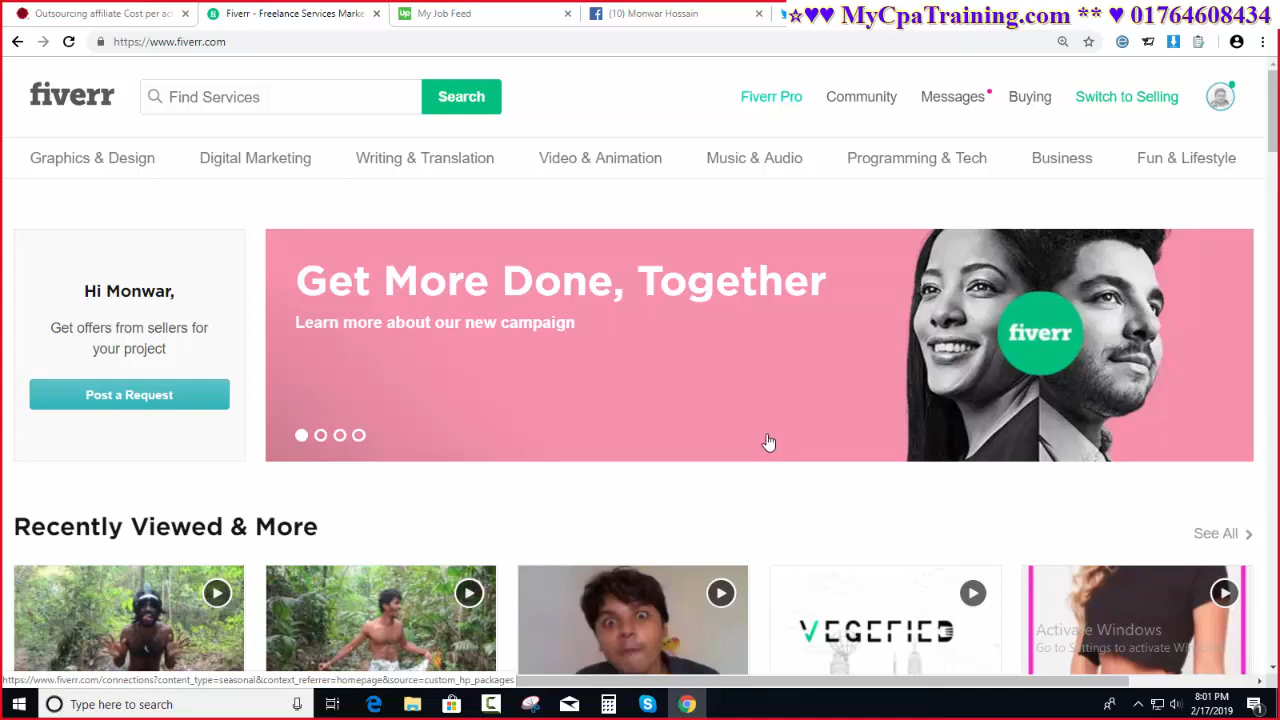 Outsourcing affiliate Cost per ac
Fiverr - Freelance Services Marke
My Job Feed
(10) Monwar Hossain
☆♥♥ MyCpaTraining.com ** ♥ 01764608434
https://www.fiverr.com
fiverr
Find Services
Search
Fiverr Pro
Community
Messages
Buying
Switch to Selling
Graphics & Design
Digital Marketing
Writing & Translation
Video & Animation
Music & Audio
Programming & Tech
Business
Fun & Lifestyle
Hi Monwar,
Get offers from sellers for
your project
Post a Request
Get More Done, Together
Learn more about our new campaign
fiverr
Recently Viewed & More
See All
VEGEFIED
Activate Windows
Go to Settings to activate Windows.
https://www.fiverr.com/connections?content_type=seasonal&context_referrer=homepage&source=custom_hp_packages
Type here to search
8:01 PM
2/17/2019